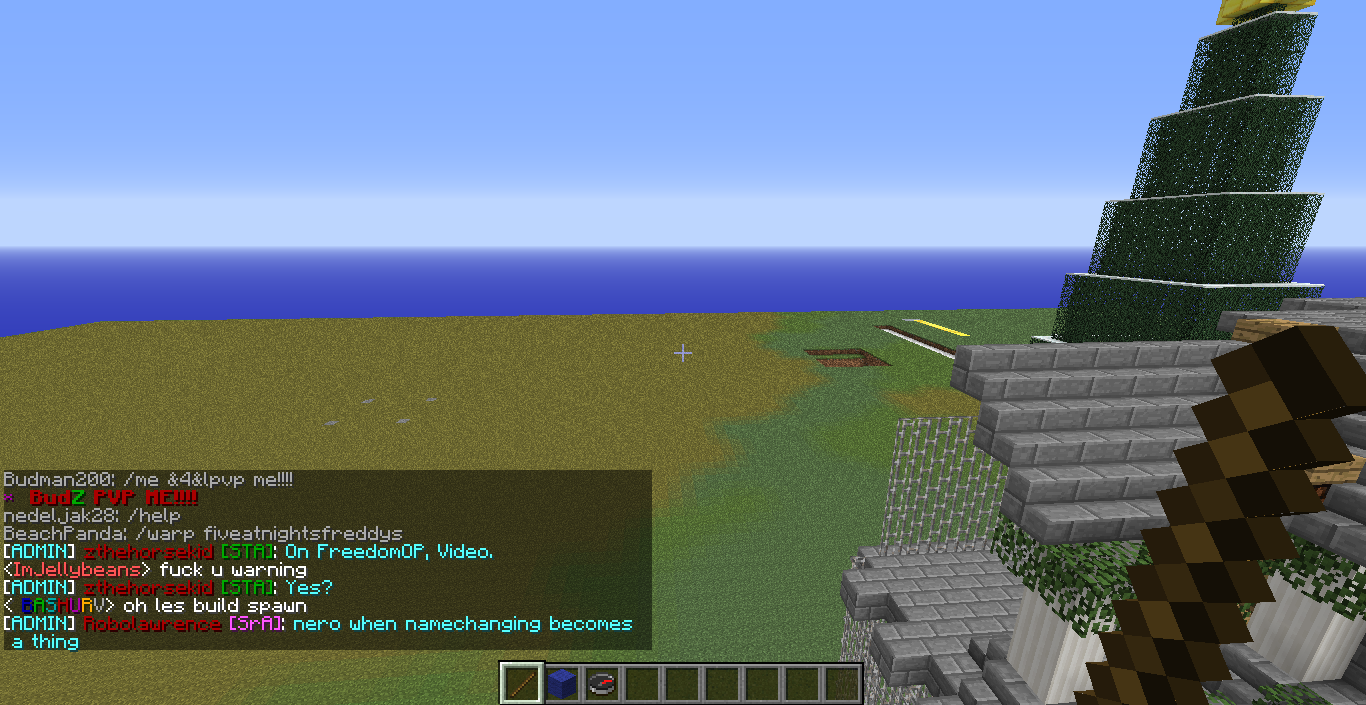 Budman200: /me &4&lpvp me!!!!
* BudZ PVP ME!!!!
nedeljak28: /help
BeachPanda: /warp fiveatnightsfreddys
[ADMIN] zthehorsekid [STA]: On FreedomOP, Video.
<ImJellybeans> fuck u warning
[ADMIN] zthehorsekid [STA]: Yes?
< BASHURV> oh les build spawn
[ADMIN] Robolawrence [SrA]: nero when namechanging becomes
a thing